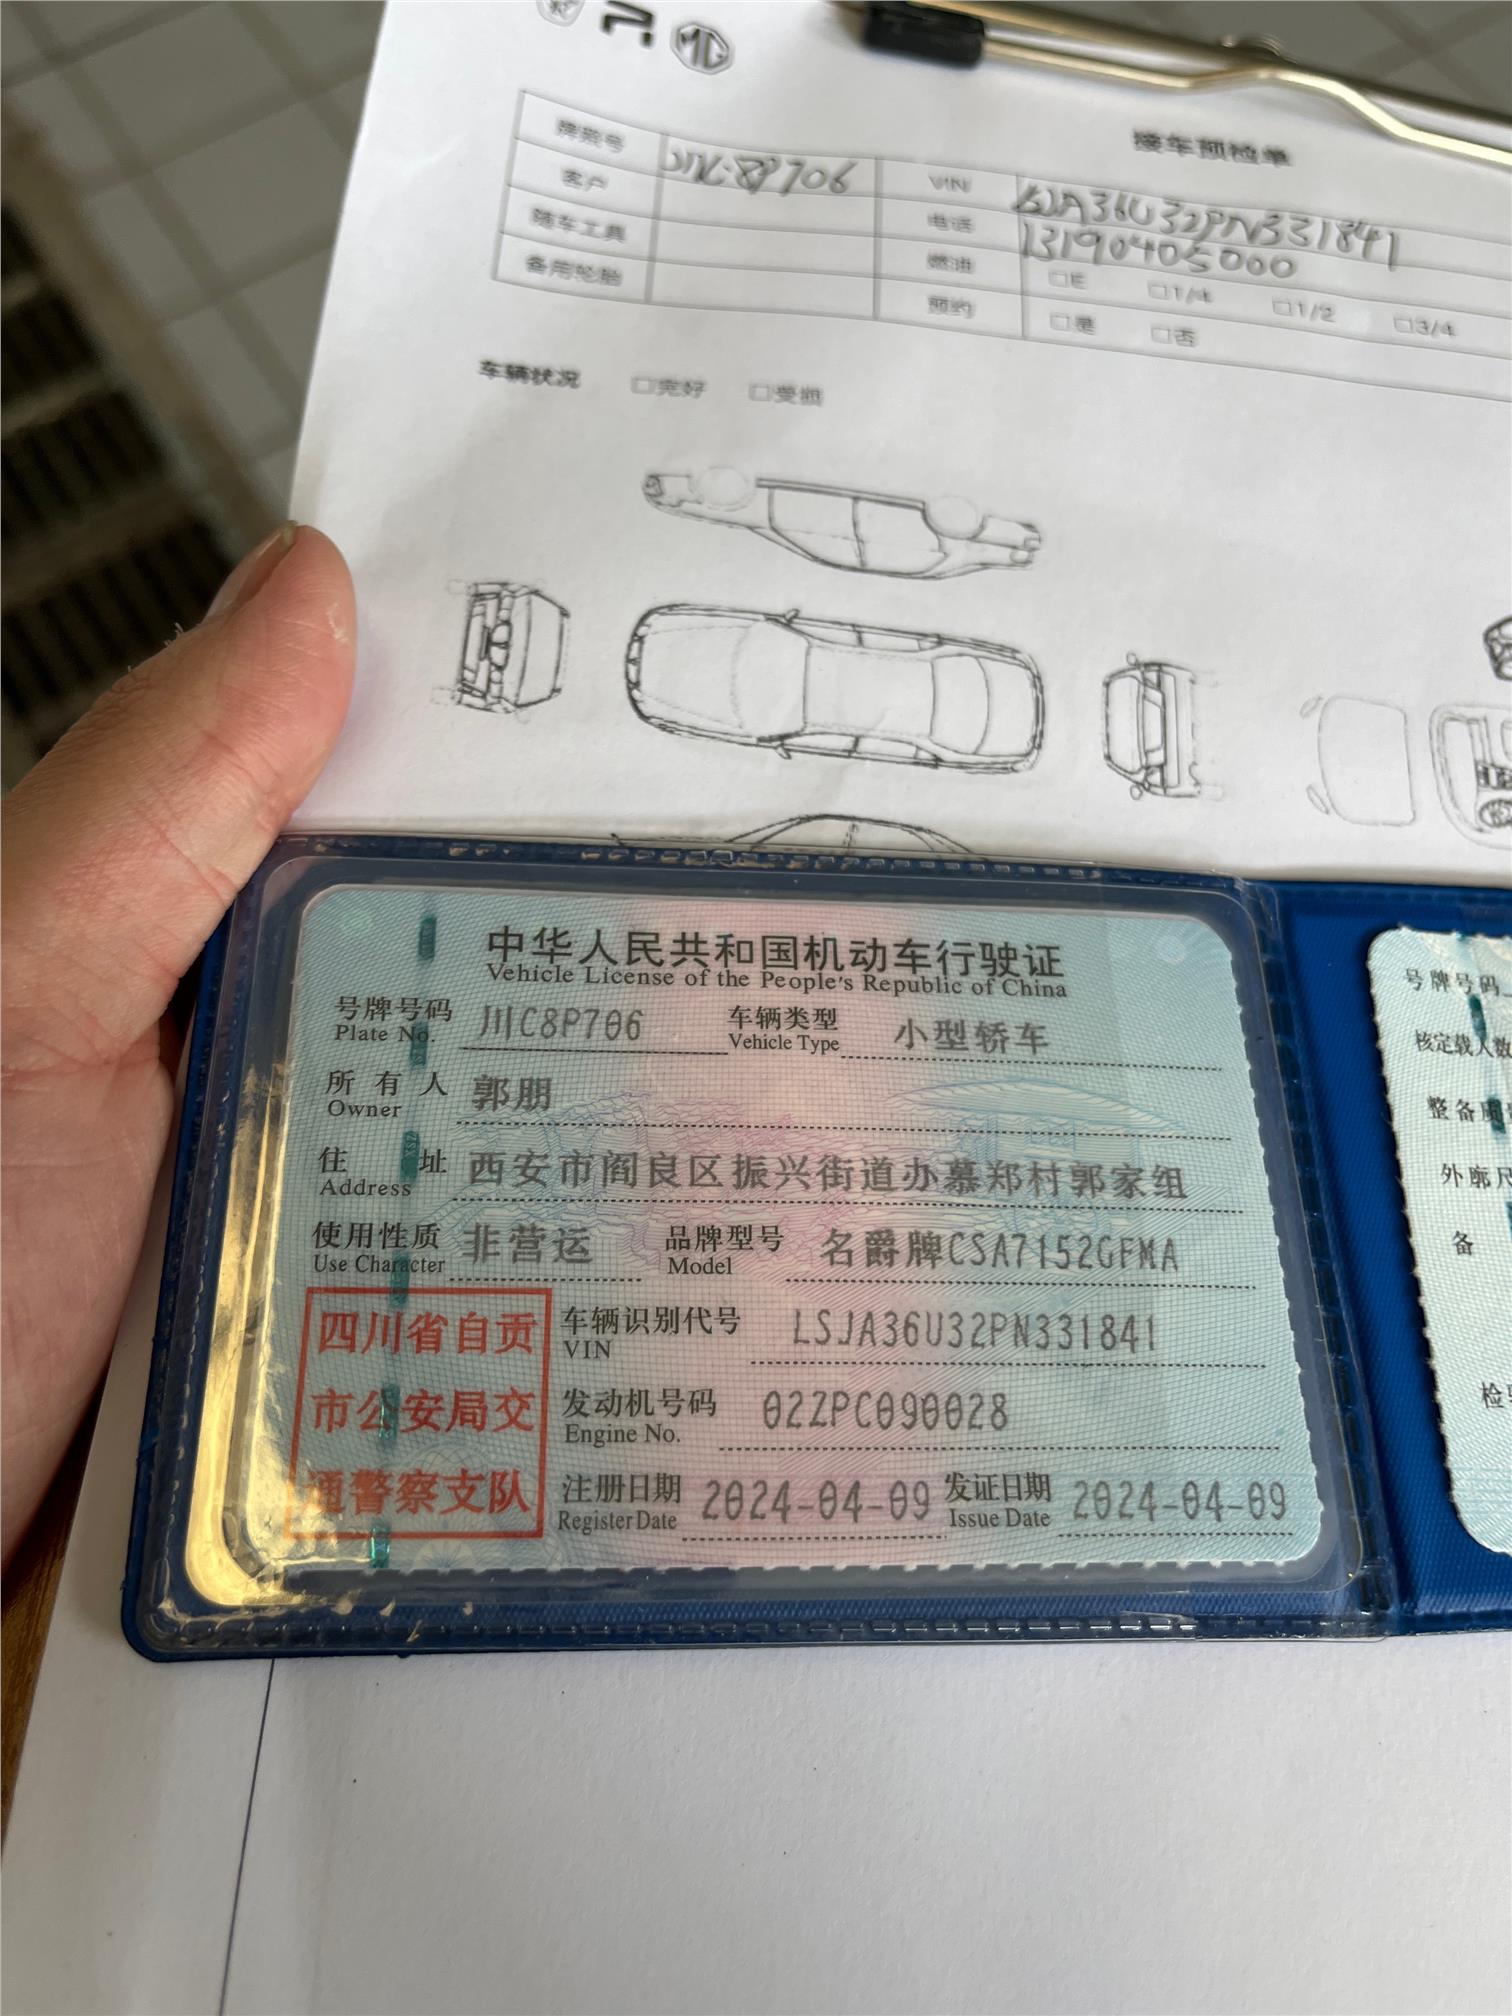 接车预检单
牌照号 川C·8P706 VIN LSJA36U32PN331841
客户 电话 13190405000
随车工具 燃油 □E □1/4 □1/2 □3/4
备用轮胎 预约 □是 □否
车辆状况 □完好 □受损
中华人民共和国机动车行驶证
Vehicle License of the People's Republic of China
号牌号码 川C8P706 车辆类型 小型轿车
Plate No. Vehicle Type
所有人 郭朋
Owner
住址 西安市阎良区振兴街道办慕郑村郭家组
Address
使用性质 非营运 品牌型号 名爵牌CSA7152GFMA
Use Character Model
四川省自贡
市公安局交
通警察支队
车辆识别代号 LSJA36U32PN331841
VIN
发动机号码 02ZPC090028
Engine No.
注册日期 2024-04-09 发证日期 2024-04-09
Register Date Issue Date
号牌号码
核定载人数
整备质
外廓尺
备
检